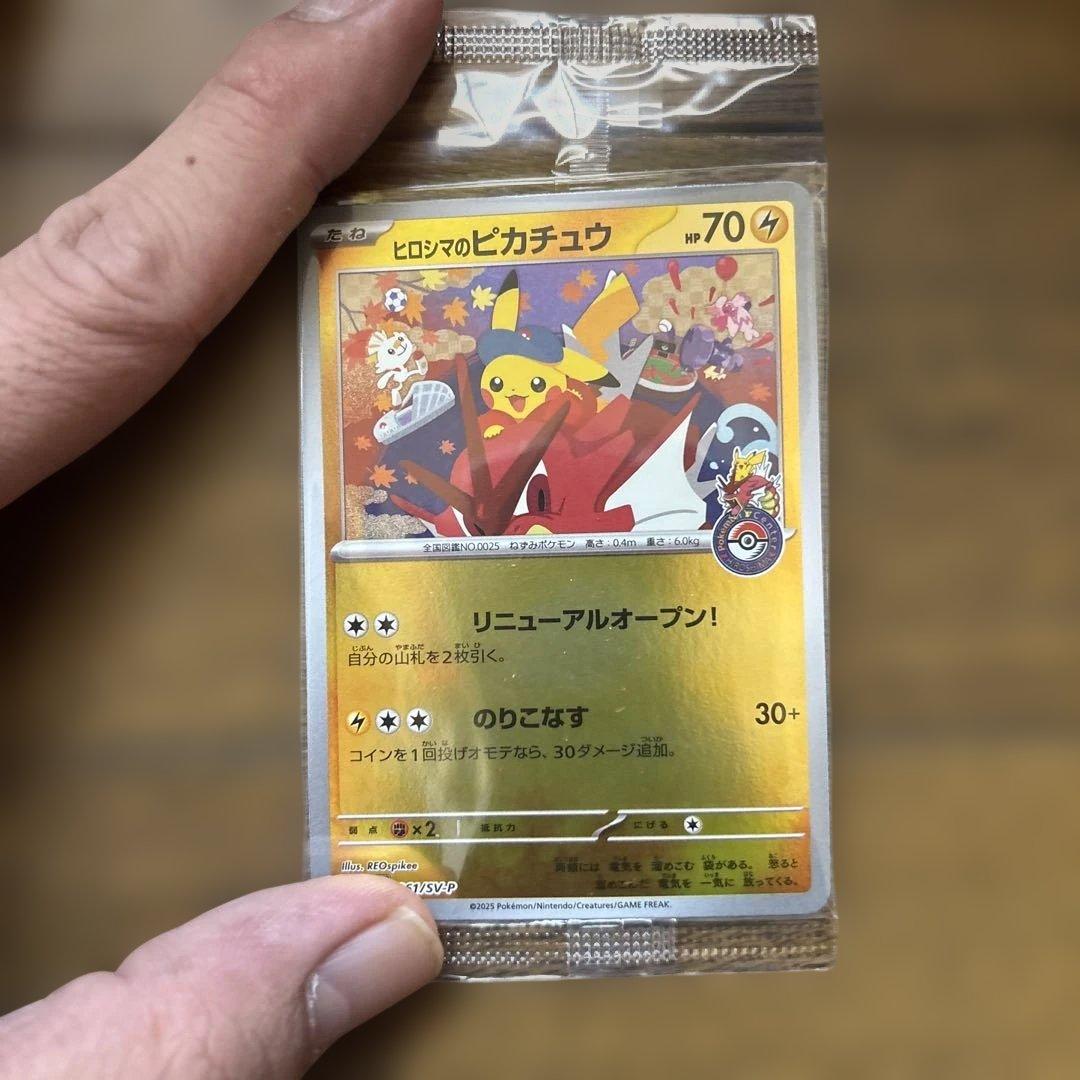 たね
ヒロシマのピカチュウ
HP70
全国図鑑NO.0025 ねずみポケモン 高さ:0.4m 重さ:6.0kg
Pokémon Center
HIROSHIMA
リニューアルオープン!
自分の山札を2枚引く。
のりこなす 30+
コインを1回投げオモテなら、30ダメージ追加。
弱点 ×2 抵抗力 にげる
Illus. REOspikee
両頬には 電気を 溜めこむ 袋がある。 怒ると
溜めこんだ 電気を 一気に 放ってくる。
61/SV-P
©2025 Pokémon/Nintendo/Creatures/GAME FREAK.